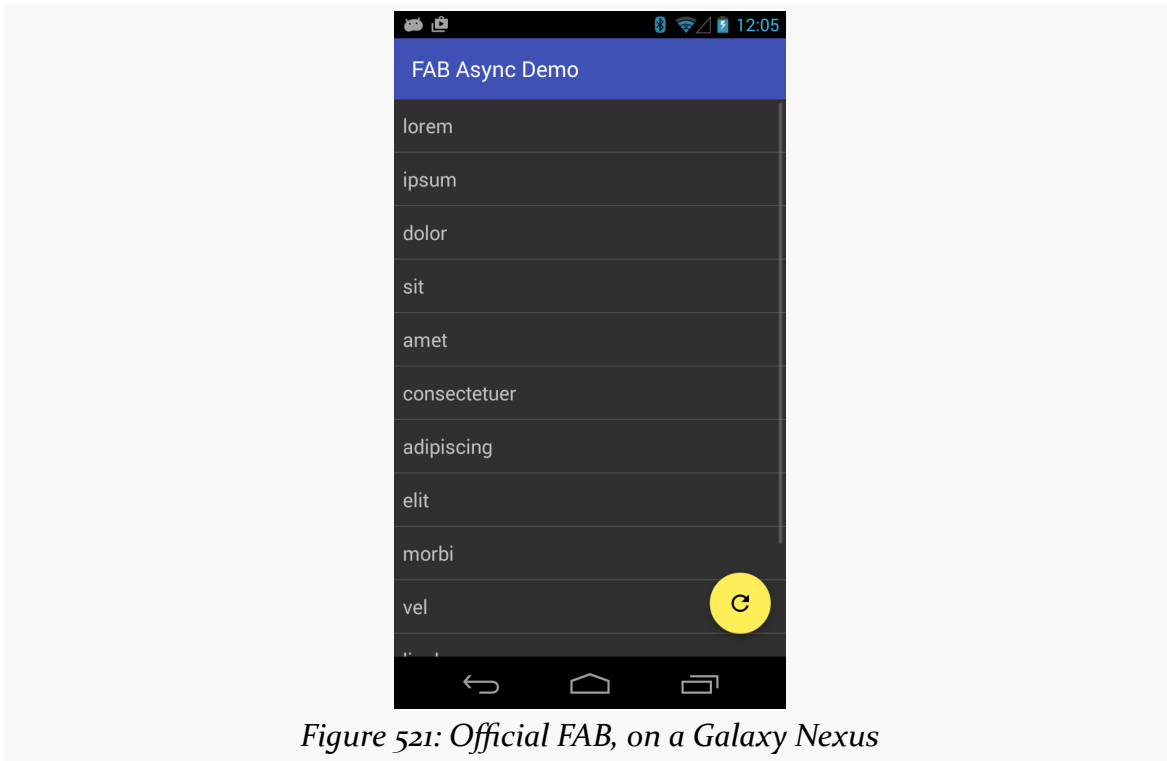 12:05
FAB Async Demo
lorem
ipsum
dolor
sit
amet
consectetuer
adipiscing
elit
morbi
vel
Figure 521: Official FAB, on a Galaxy Nexus